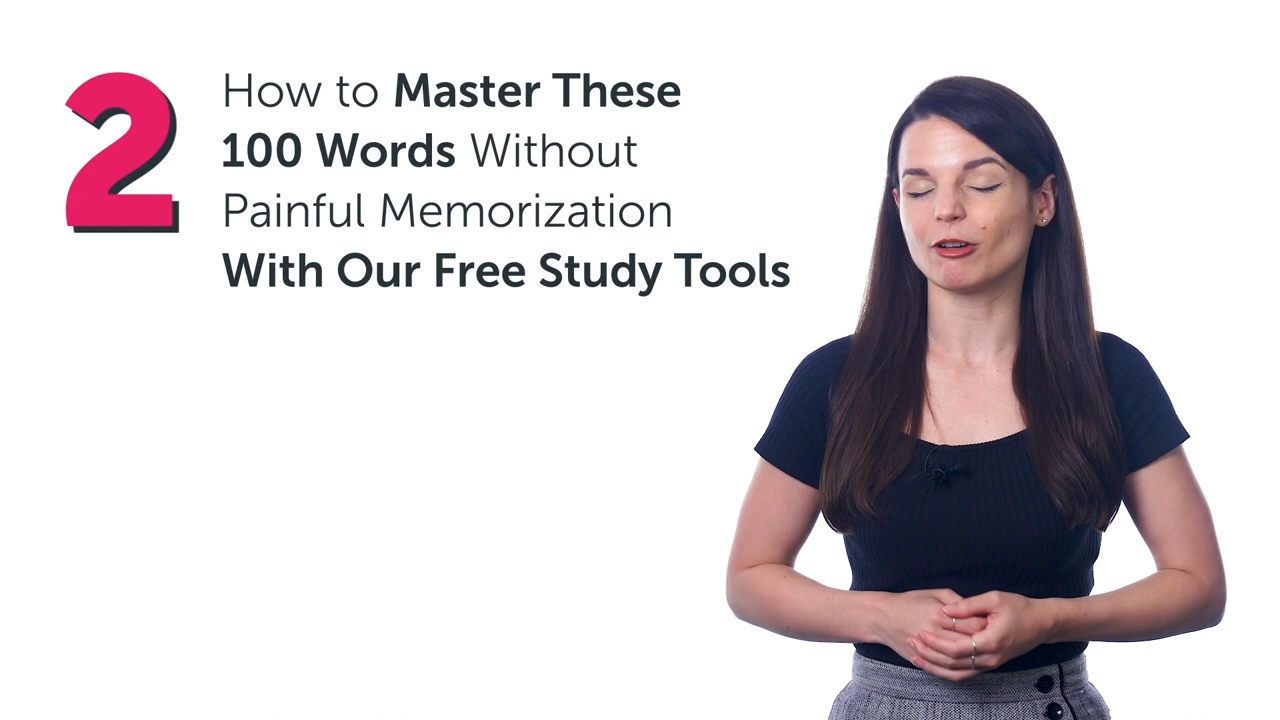 2
How to Master These
100 Words Without
Painful Memorization
With Our Free Study Tools